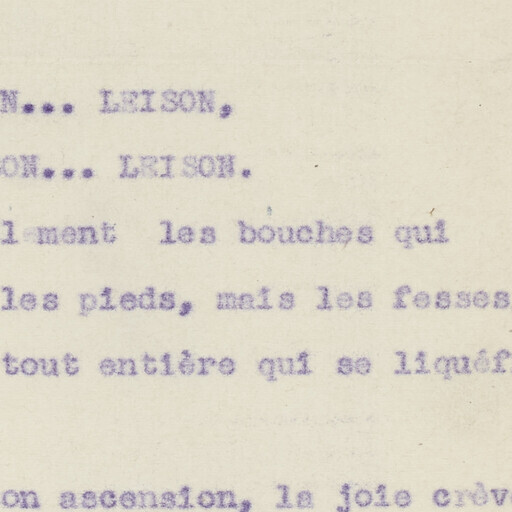 N... LEISON,
ON... LEISON.
lement les bouches qui
les pieds, mais les fesses
tout entière qui se liquéf
on ascension, la joie crèv